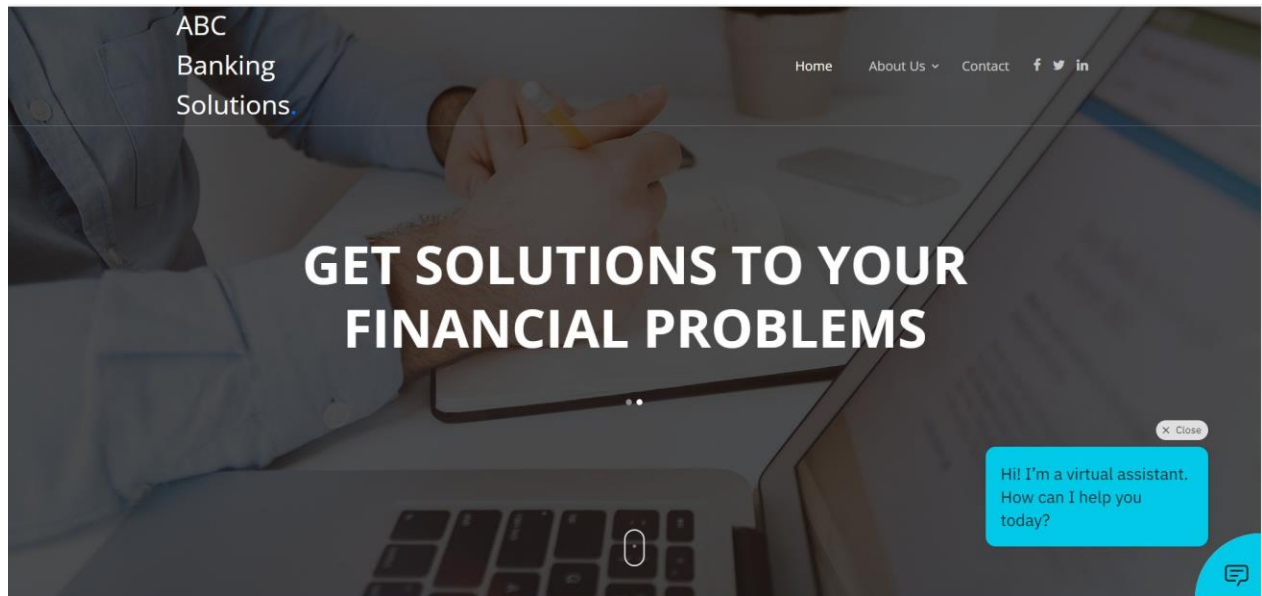 ABC
Banking
Solutions.
Home About Us Contact f in
GET SOLUTIONS TO YOUR
FINANCIAL PROBLEMS
× Close
Hi! I'm a virtual assistant.
How can I help you
today?